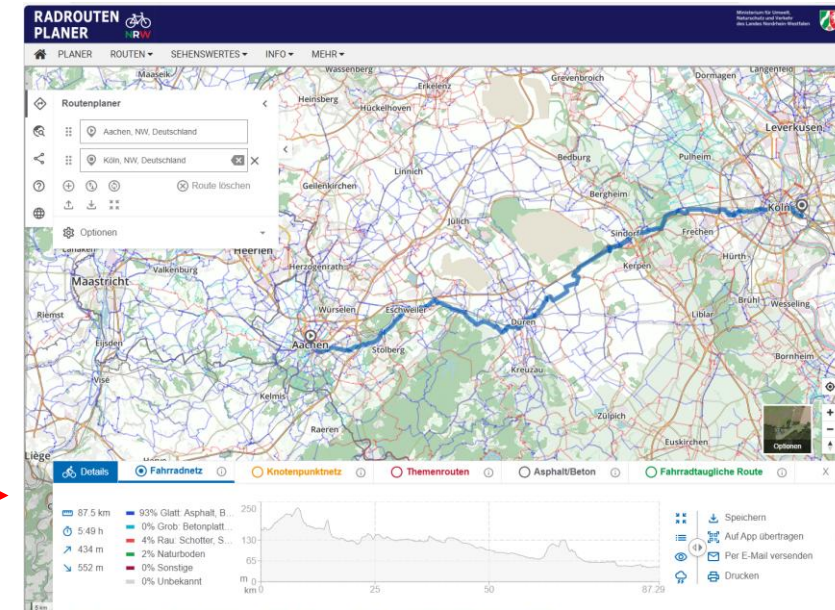 RADROUTEN
PLANER NRW
Ministerium für Umwelt,
Naturschutz und Verkehr
des Landes Nordrhein-Westfalen
PLANER ROUTEN SEHENSWERTES INFO MEHR
Maaseik
Wassenberg
Erkelenz
Grevenbroich
Dormagen
Langenfeld
Routenplaner
Heinsberg
Hückelhoven
Leverkusen
Aachen, NW, Deutschland
Köln, NW, Deutschland
Linnich
Bedburg
Pulheim
Route löschen
Geilenkirchen
Bergheim
Köln
Jülich
Sindorf
Frechen
Optionen
Heerlen
Hürth
Valkenburg
Herzogenrath
Kerpen
Maastricht
Brühl
Wesseling
Riemst
Würselen
Eschweiler
Liblar
Düren
Eijsden
Aachen
Stolberg
Bornheim
Visé
Kreuzau
Kelmis
Zülpich
Raeren
Euskirchen
Optionen
Liège
Details Fahrradnetz Knotenpunktnetz Themenrouten Asphalt/Beton Fahrradtaugliche Route X
87.5 km
5:49 h
434 m
552 m
93% Glatt: Asphalt, B...
0% Grob: Betonplatt...
4% Rau: Schotter, S...
2% Naturboden
0% Sonstige
0% Unbekannt
250
130
65
m 0
km 0 25 50 87.29
Speichern
Auf App übertragen
Per E-Mail versenden
Drucken
5 km